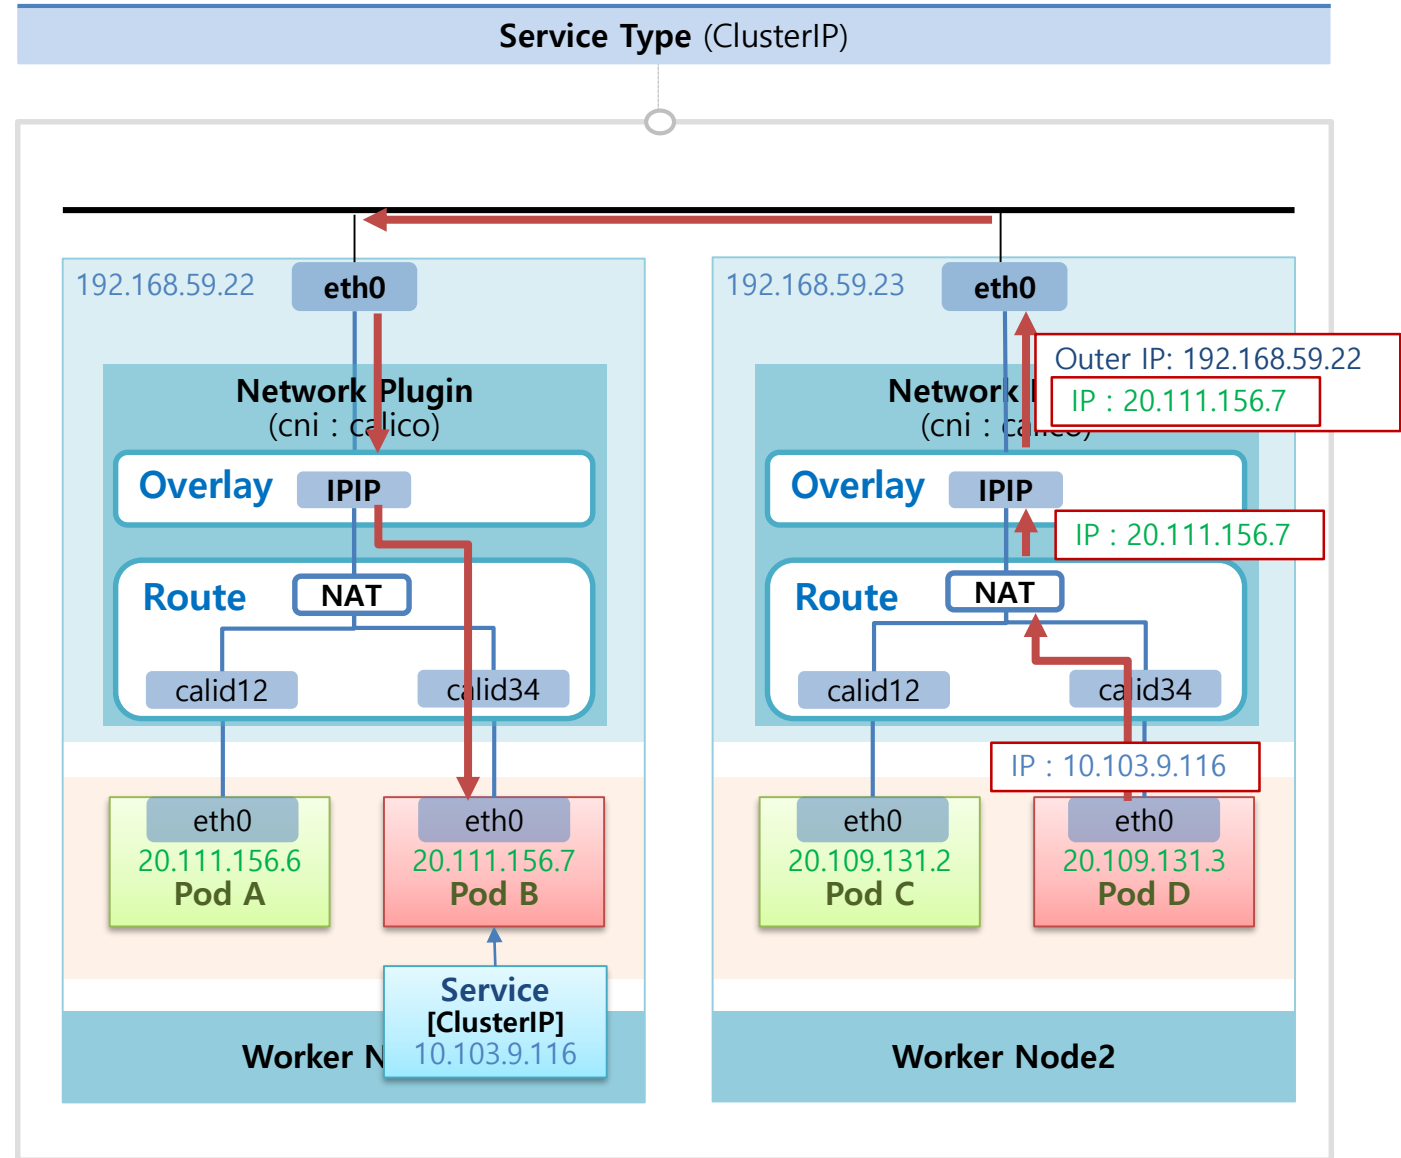 Service Type (ClusterIP)
192.168.59.22
eth0
Network Plugin
(cni : calico)
Overlay
IPIP
Route
NAT
calid12
calid34
eth0
20.111.156.6
Pod A
eth0
20.111.156.7
Pod B
Service
[ClusterIP]
10.103.9.116
Worker N
192.168.59.23
eth0
Outer IP: 192.168.59.22
IP : 20.111.156.7
Network
(cni : calico)
Overlay
IPIP
IP : 20.111.156.7
Route
NAT
calid12
calid34
IP : 10.103.9.116
eth0
20.109.131.2
Pod C
eth0
20.109.131.3
Pod D
Worker Node2